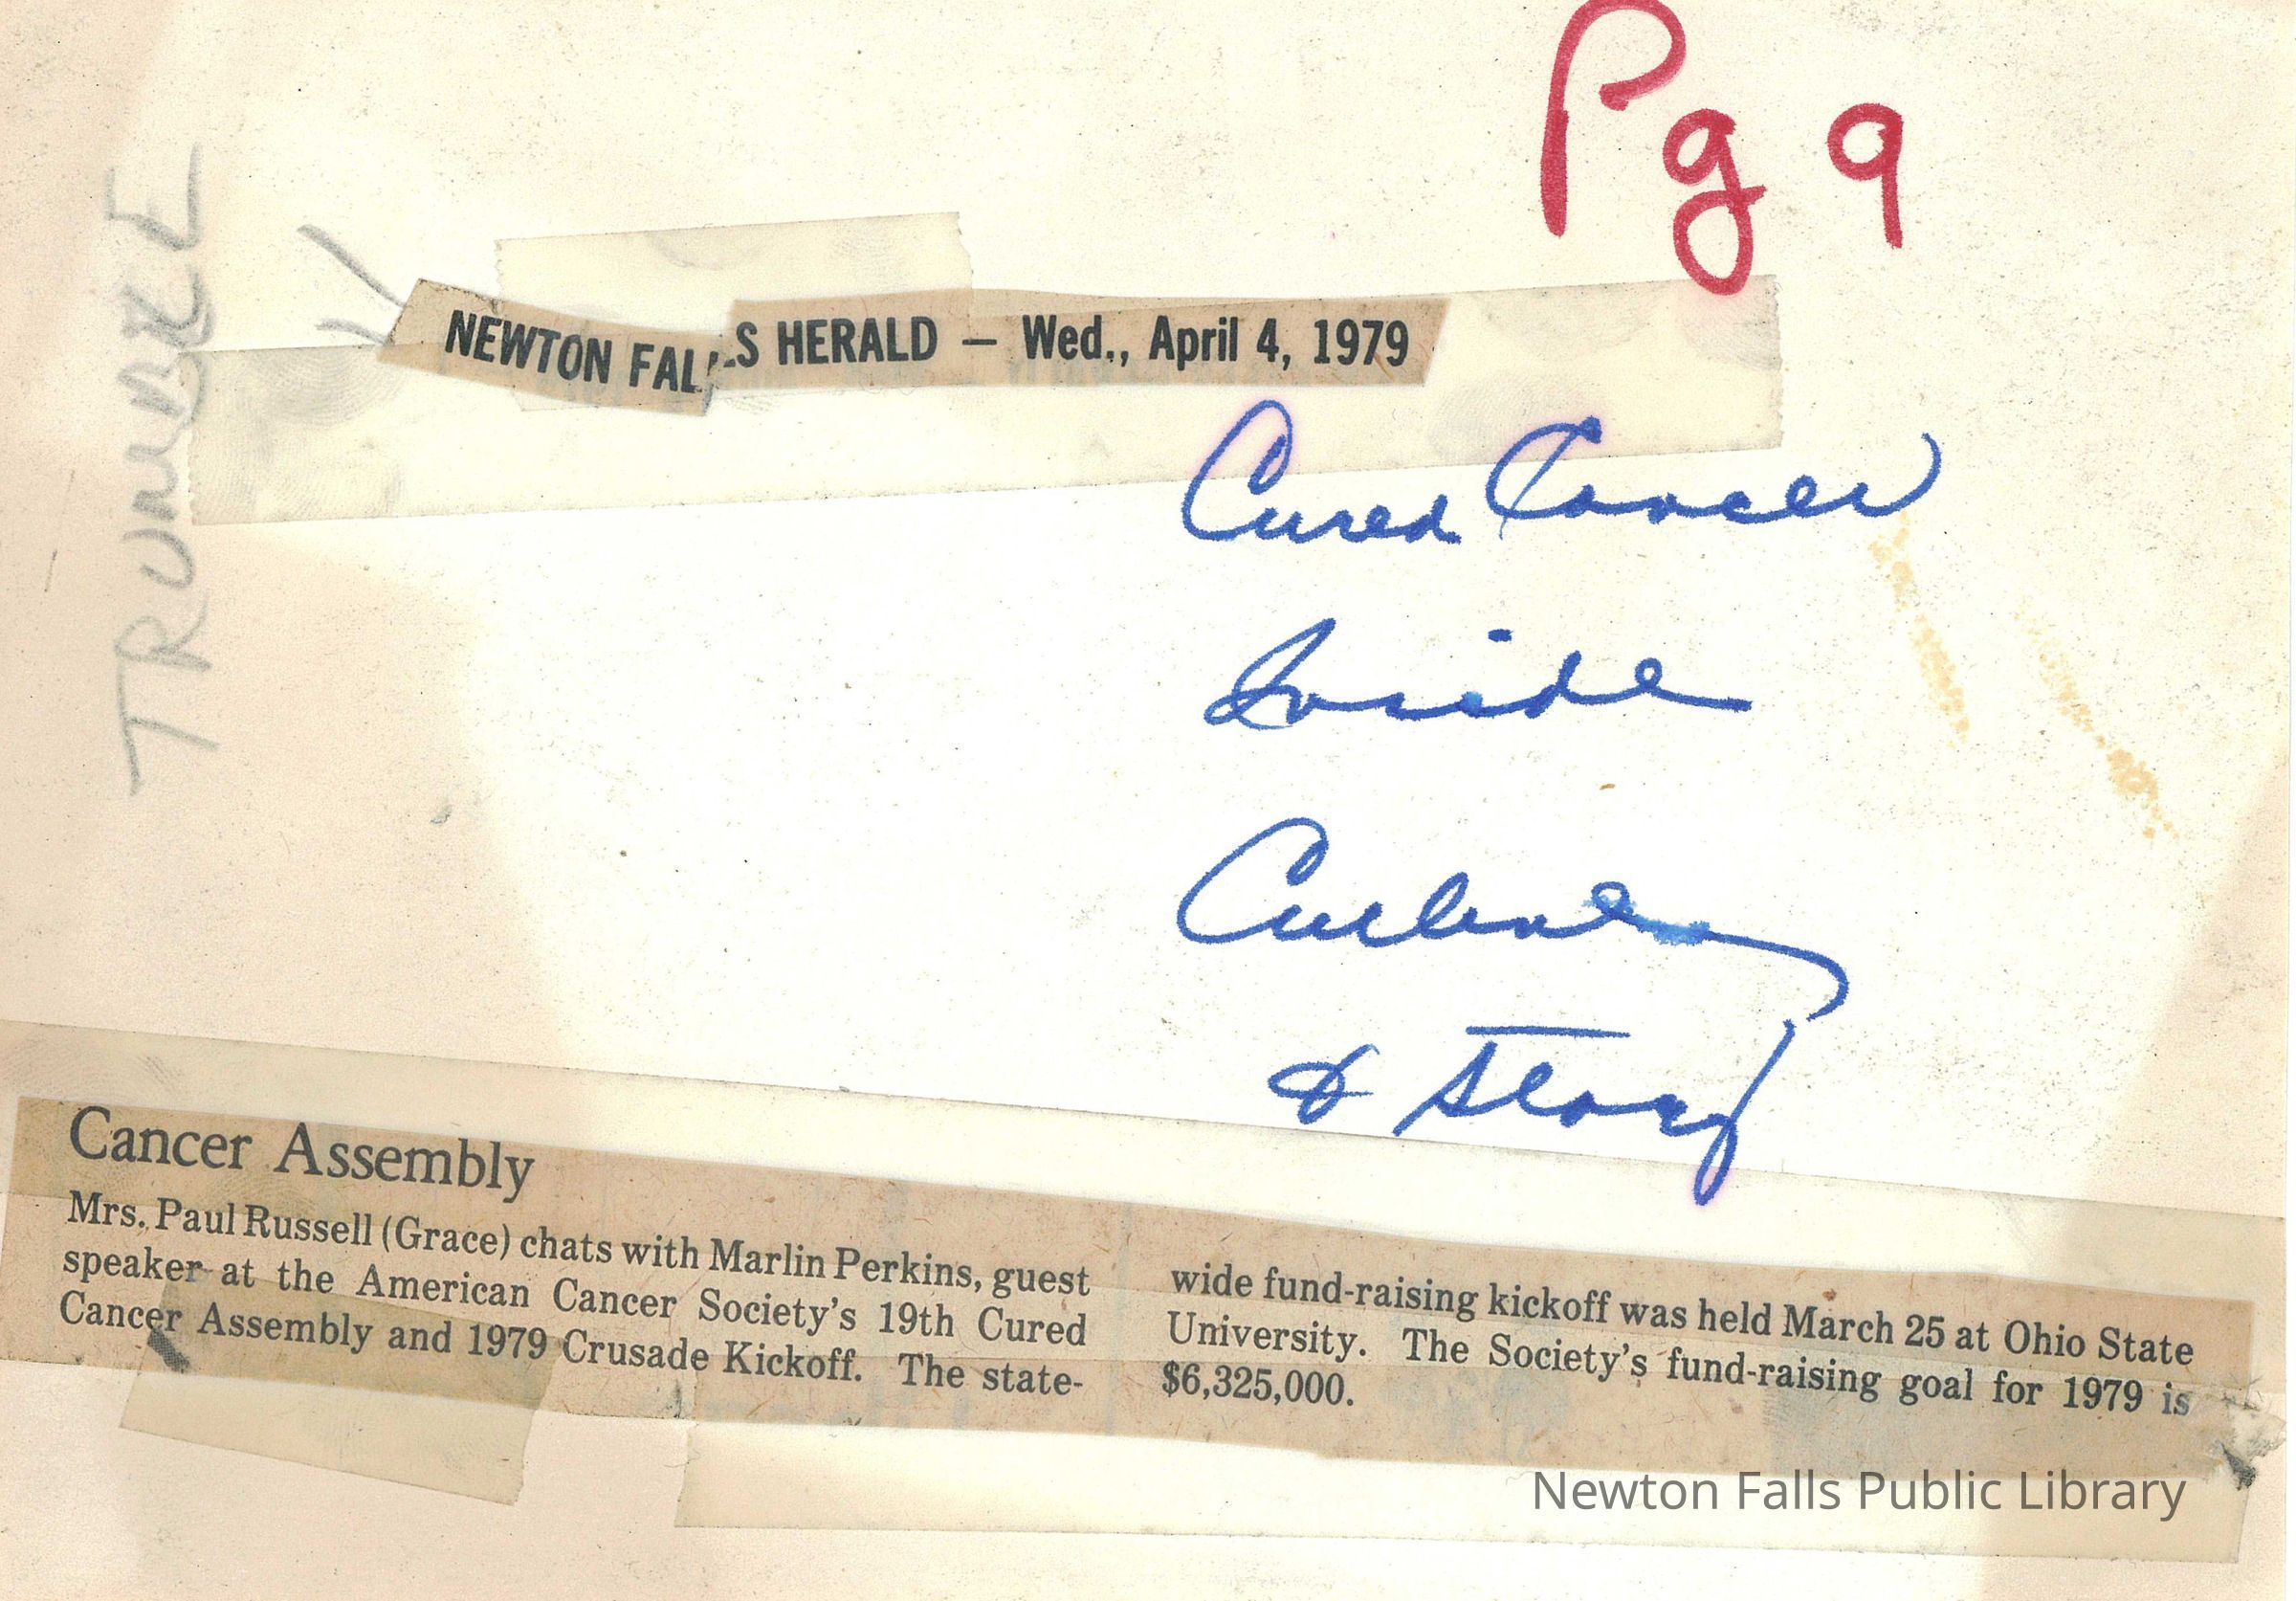 Pg 9
NEWTON FALLS HERALD — Wed., April 4, 1979
Cured Cancer
Inside
Cutline
& Story
Cancer Assembly
Mrs. Paul Russell (Grace) chats with Marlin Perkins, guest
speaker at the American Cancer Society's 19th Cured
Cancer Assembly and 1979 Crusade Kickoff. The state-
wide fund-raising kickoff was held March 25 at Ohio State
University. The Society's fund-raising goal for 1979 is
$6,325,000.
Newton Falls Public Library